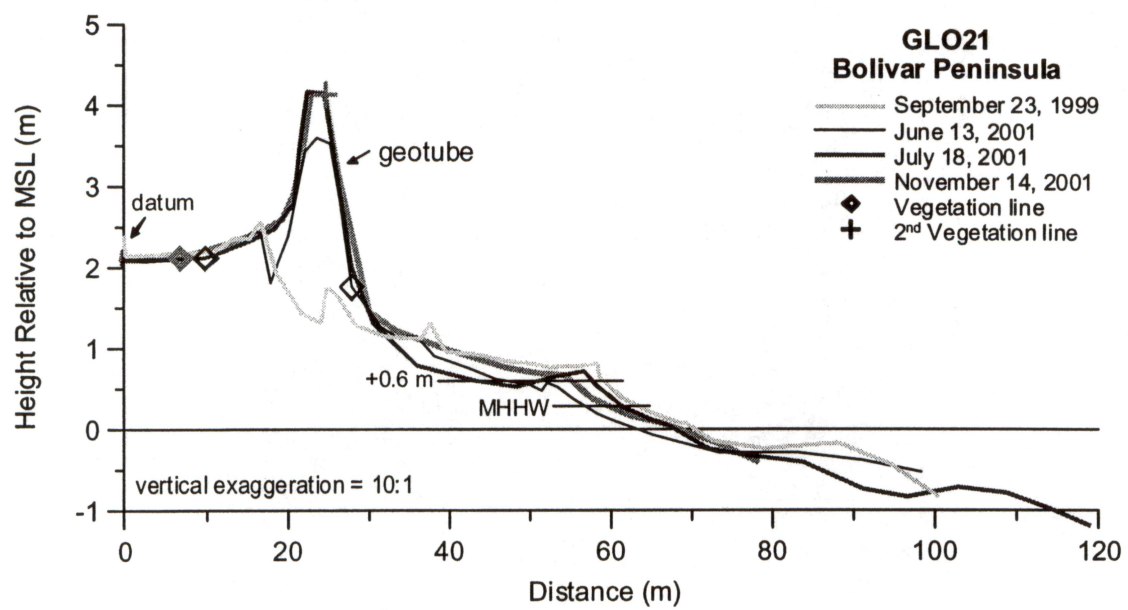 GLO21
Bolivar Peninsula
September 23, 1999
June 13, 2001
July 18, 2001
November 14, 2001
Vegetation line
2nd Vegetation line
Height Relative to MSL (m)
5
4
3
2
1
0
-1
datum
geotube
+0.6 m
MHHW
vertical exaggeration = 10:1
0
20
40
60
80
100
120
Distance (m)